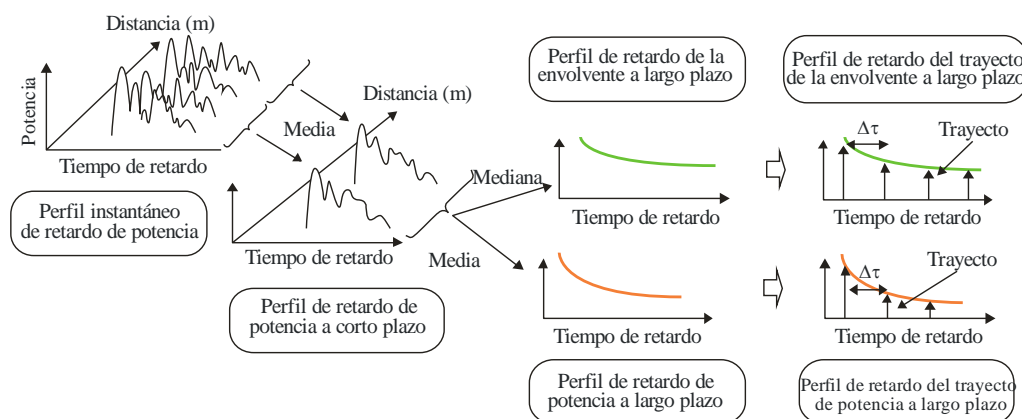 Distancia (m)
Potencia
Tiempo de retardo
Perfil instantáneo
de retardo de potencia
Media
Distancia (m)
Tiempo de retardo
Perfil de retardo de
potencia a corto plazo
Mediana
Media
Perfil de retardo de la
envolvente a largo plazo
Tiempo de retardo
Tiempo de retardo
Perfil de retardo de
potencia a largo plazo
Perfil de retardo del trayecto
de la envolvente a largo plazo
Δτ
Trayecto
Tiempo de retardo
Trayecto
Δτ
Tiempo de retardo
Perfil de retardo del trayecto
de potencia a largo plazo